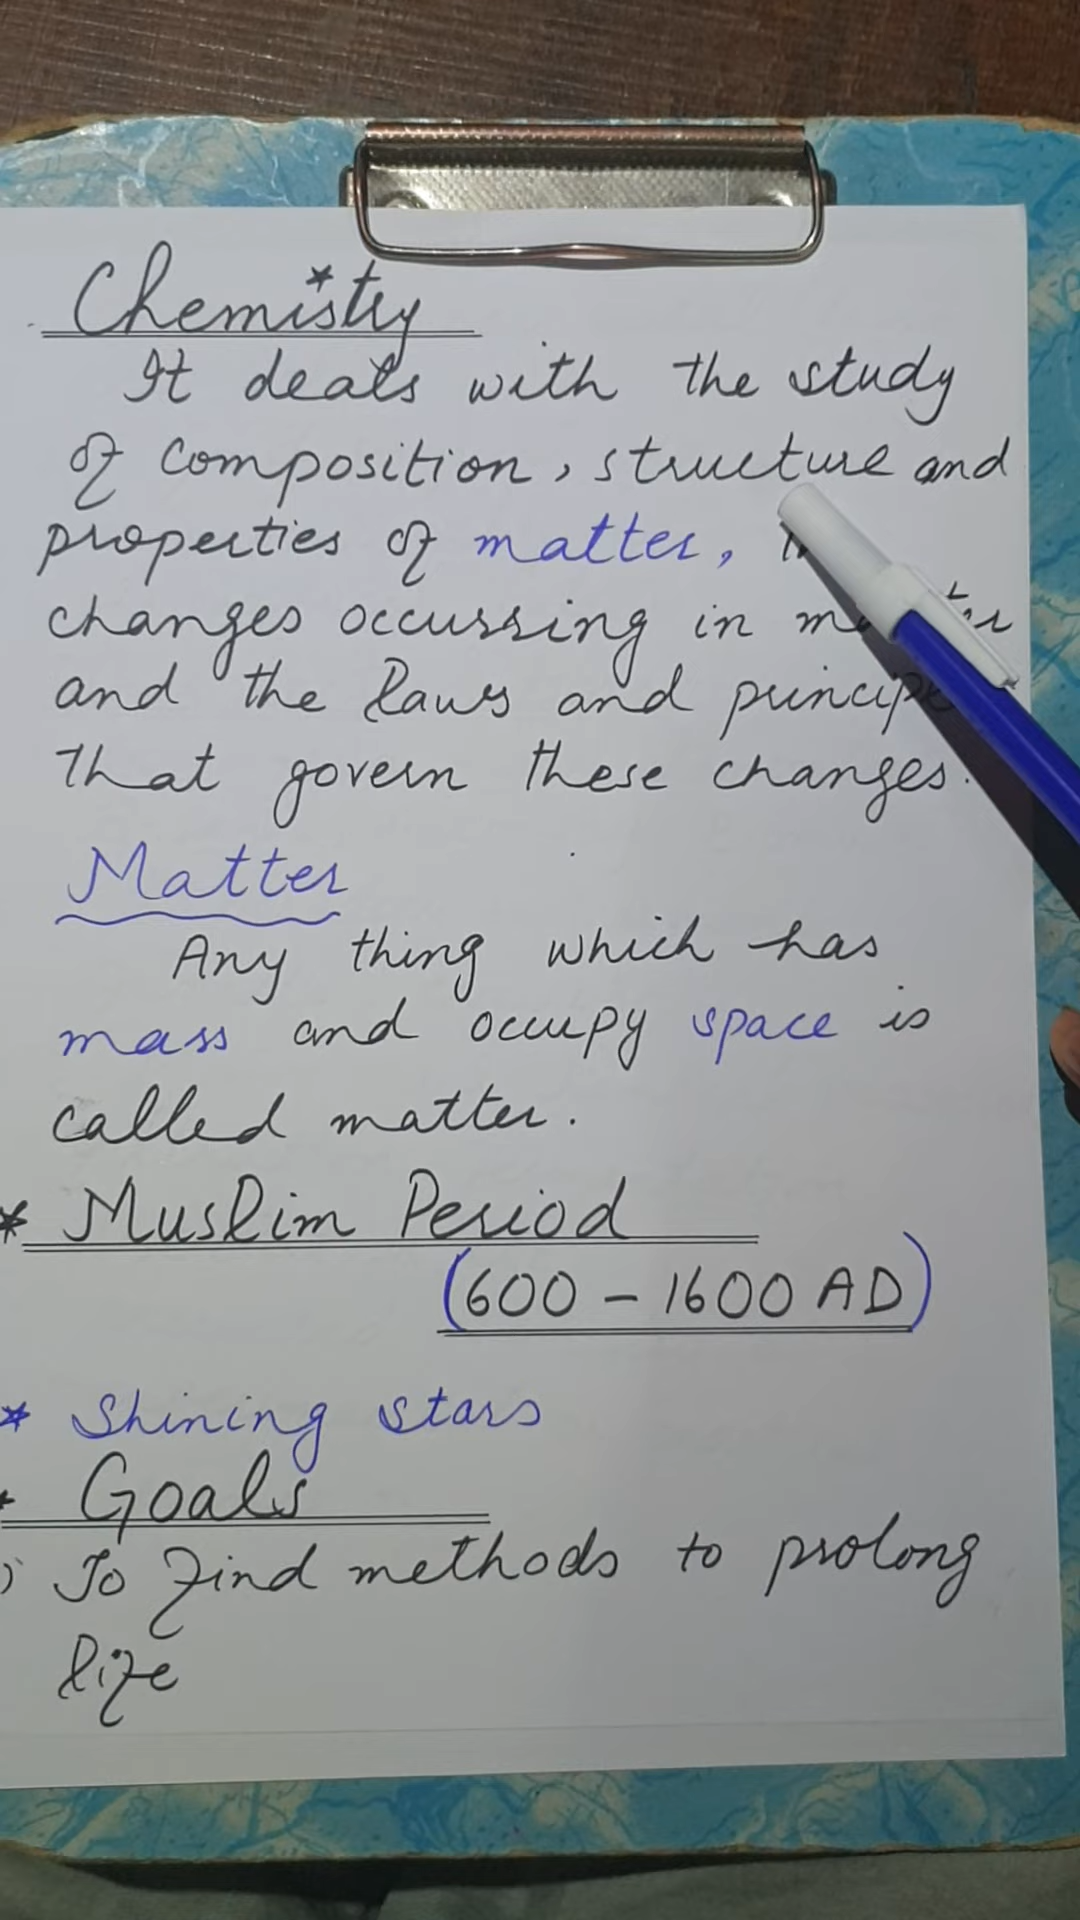 Chemistry
It deals with the study
of composition, structure and
properties of matter,
changes occurring in
and the laws and
that govern these changes.
Matter
Any thing which has
mass and occupy space is
called matter.
* Muslim Period
(600 - 1600 AD)
* Shining stars
* Goals
) To Find methods to prolong
life